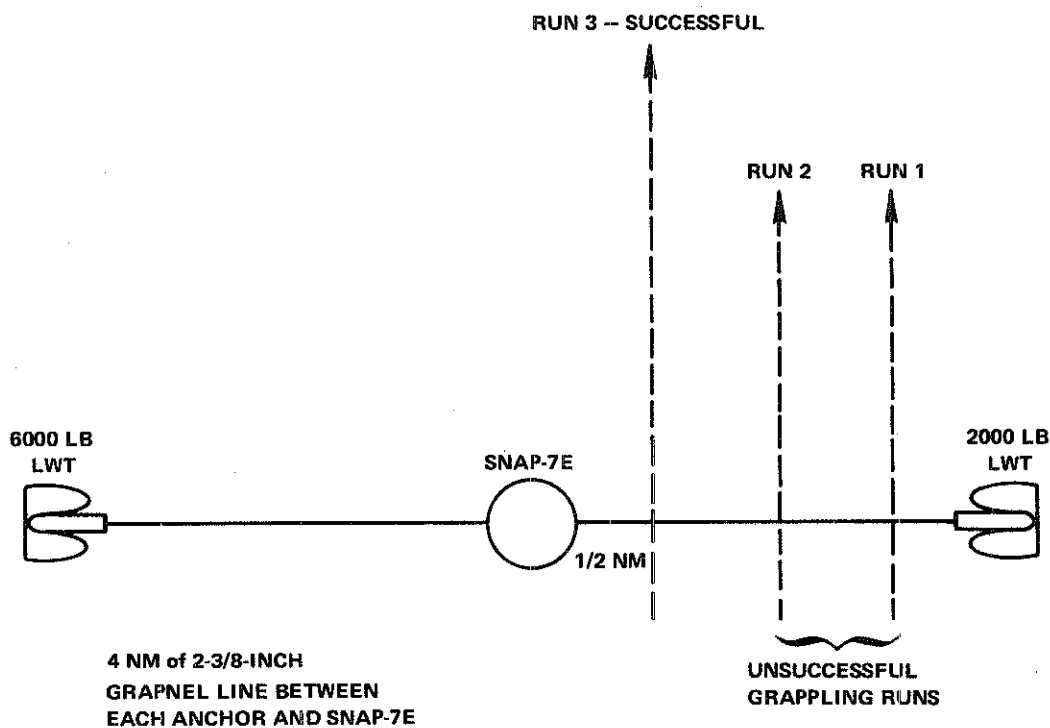 RUN 3 -- SUCCESSFUL
RUN 2
RUN 1
6000 LB
LWT
SNAP-7E
2000 LB
LWT
1/2 NM
4 NM of 2-3/8-INCH
GRAPNEL LINE BETWEEN
EACH ANCHOR AND SNAP-7E
UNSUCCESSFUL
GRAPPLING RUNS